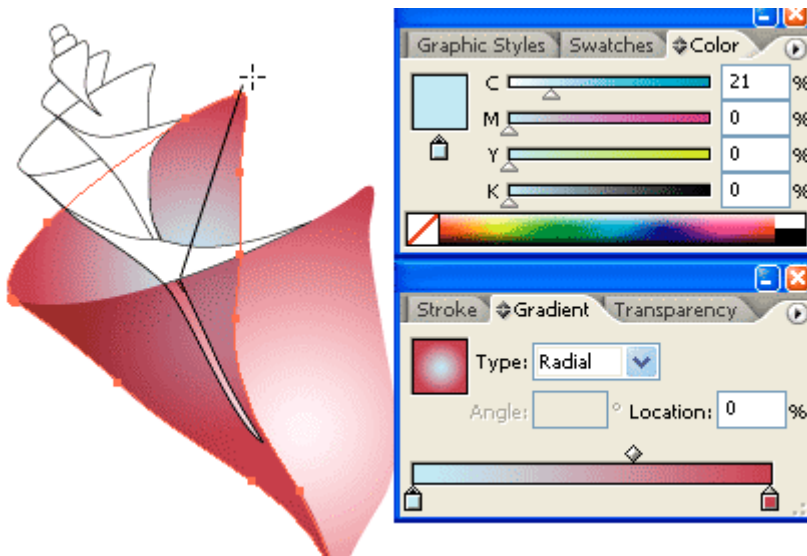 Graphic Styles Swatches Color
C 21 %
M 0 %
Y 0 %
K 0 %
Stroke Gradient Transparency
Type: Radial
Angle: ° Location: 0 %